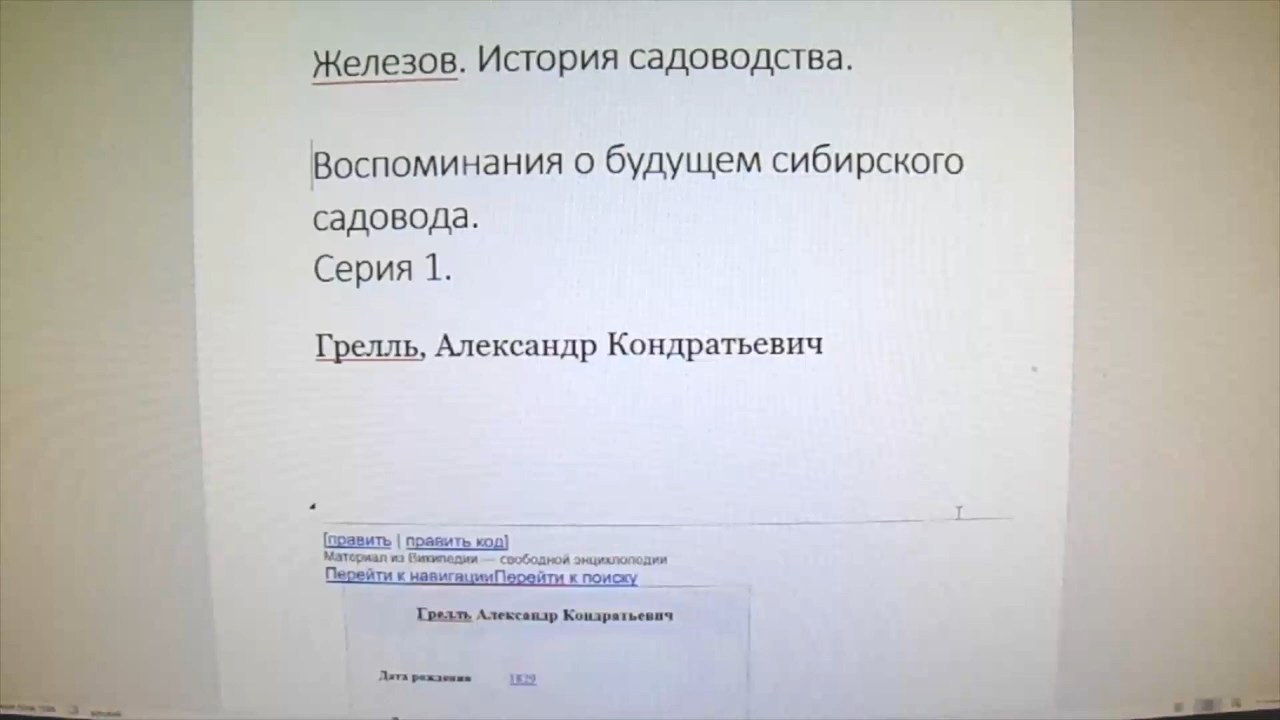 Железов. История садоводства.
Воспоминания о будущем сибирского
садовода.
Серия 1.
Грелль, Александр Кондратьевич
[править | править код]
Материал из Википедии — свободной энциклопедии
Перейти к навигацииПерейти к поиску
Грелль, Александр Кондратьевич
Дата рождения 1829